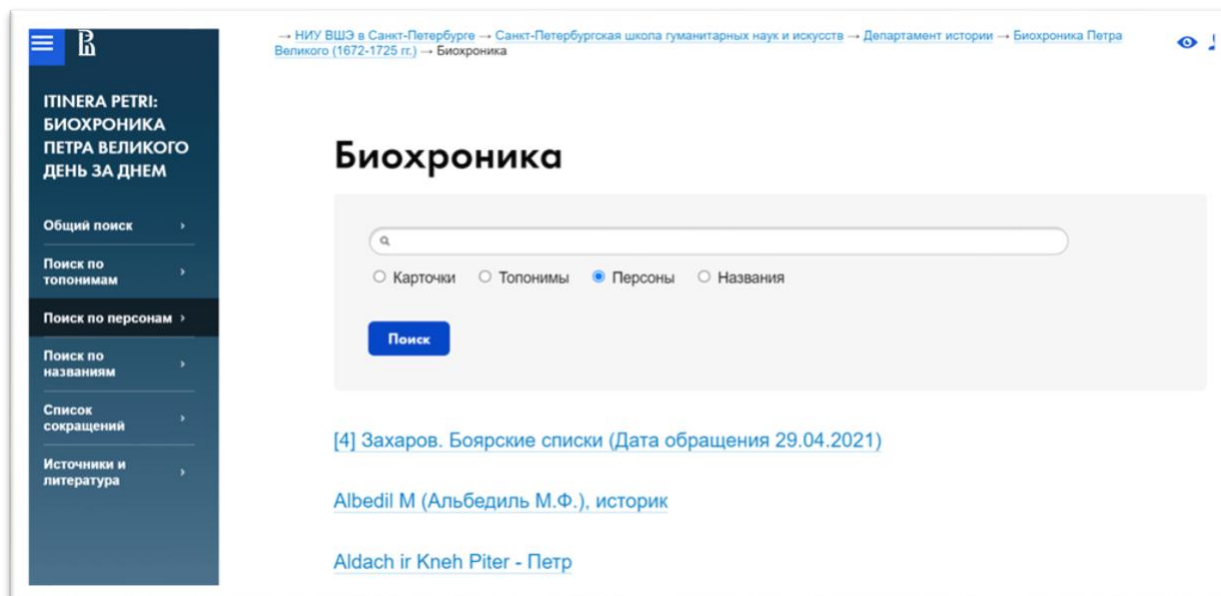 → НИУ ВШЭ в Санкт-Петербурге → Санкт-Петербургская школа гуманитарных наук и искусств → Департамент истории → Биохроника Петра
Великого (1672-1725 гг.) → Биохроника
ITINERA PETRI:
БИОХРОНИКА
ПЕТРА ВЕЛИКОГО
ДЕНЬ ЗА ДНЕМ
Общий поиск
Поиск по
топонимам
Поиск по персонам
Поиск по
названиям
Список
сокращений
Источники и
литература
Биохроника
Карточки Топонимы Персоны Названия
Поиск
[4] Захаров. Боярские списки (Дата обращения 29.04.2021)
Albedil M (Альбедиль М.Ф.), историк
Aldach ir Kneh Piter - Петр